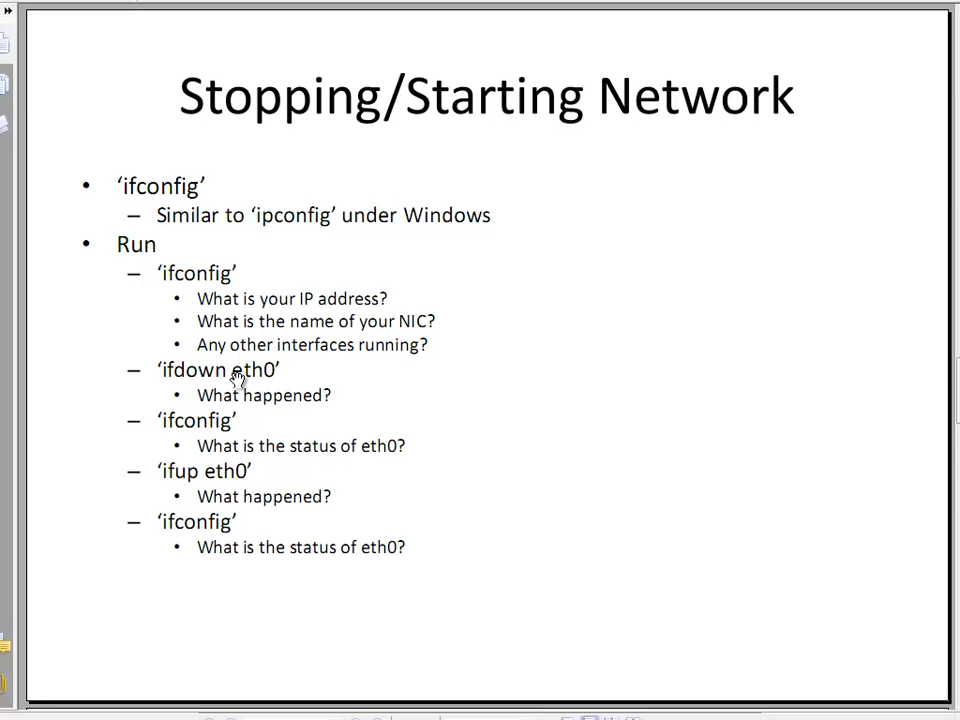 Stopping/Starting Network
• ‘ifconfig’
– Similar to ‘ipconfig’ under Windows
• Run
– ‘ifconfig’
• What is your IP address?
• What is the name of your NIC?
• Any other interfaces running?
– ‘ifdown eth0’
• What happened?
– ‘ifconfig’
• What is the status of eth0?
– ‘ifup eth0’
• What happened?
– ‘ifconfig’
• What is the status of eth0?